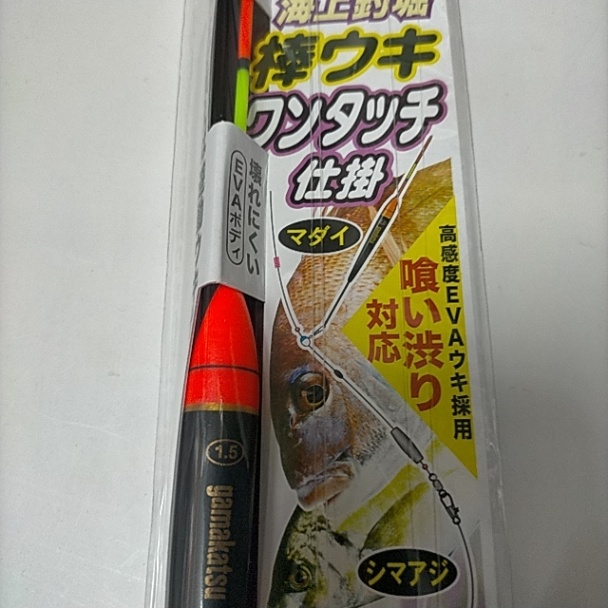 海上釣堀
棒ウキ
ワンタッチ
仕掛
壊れにくい
EVAボディ
マダイ
高感度EVAウキ採用
喰い渋り
対応
1.5
gamakatsu
シマアジ